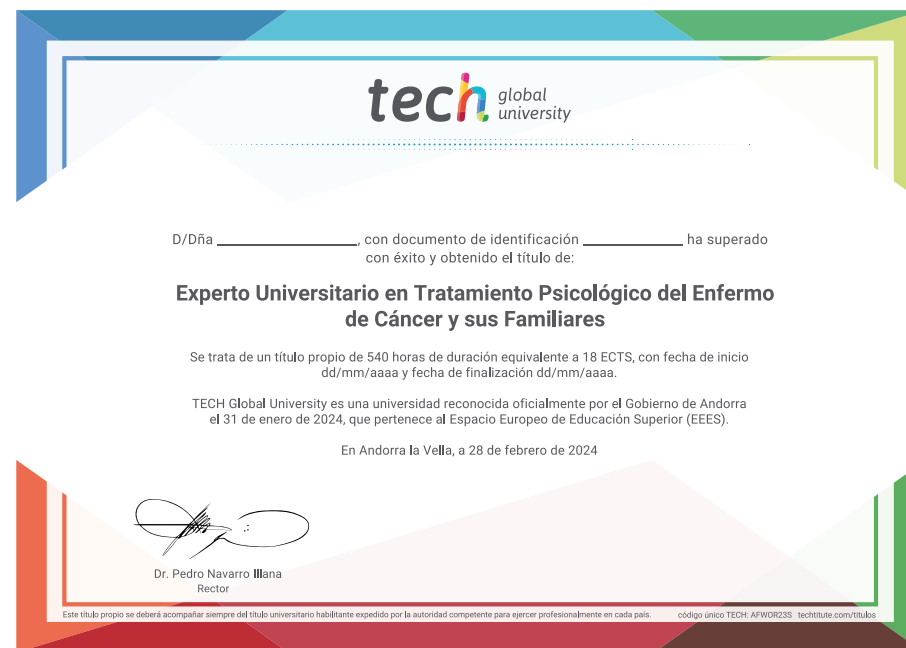 tech global university
D/Dña ____________________, con documento de identificación ______________ ha superado
con éxito y obtenido el título de:
Experto Universitario en Tratamiento Psicológico del Enfermo
de Cáncer y sus Familiares
Se trata de un título propio de 540 horas de duración equivalente a 18 ECTS, con fecha de inicio
dd/mm/aaaa y fecha de finalización dd/mm/aaaa.
TECH Global University es una universidad reconocida oficialmente por el Gobierno de Andorra
el 31 de enero de 2024, que pertenece al Espacio Europeo de Educación Superior (EEES).
En Andorra la Vella, a 28 de febrero de 2024
Dr. Pedro Navarro Illana
Rector
Este título propio se deberá acompañar siempre del título universitario habilitante expedido por la autoridad competente para ejercer profesionalmente en cada país.
código único TECH: AFWOR23S techtitute.com/titulos